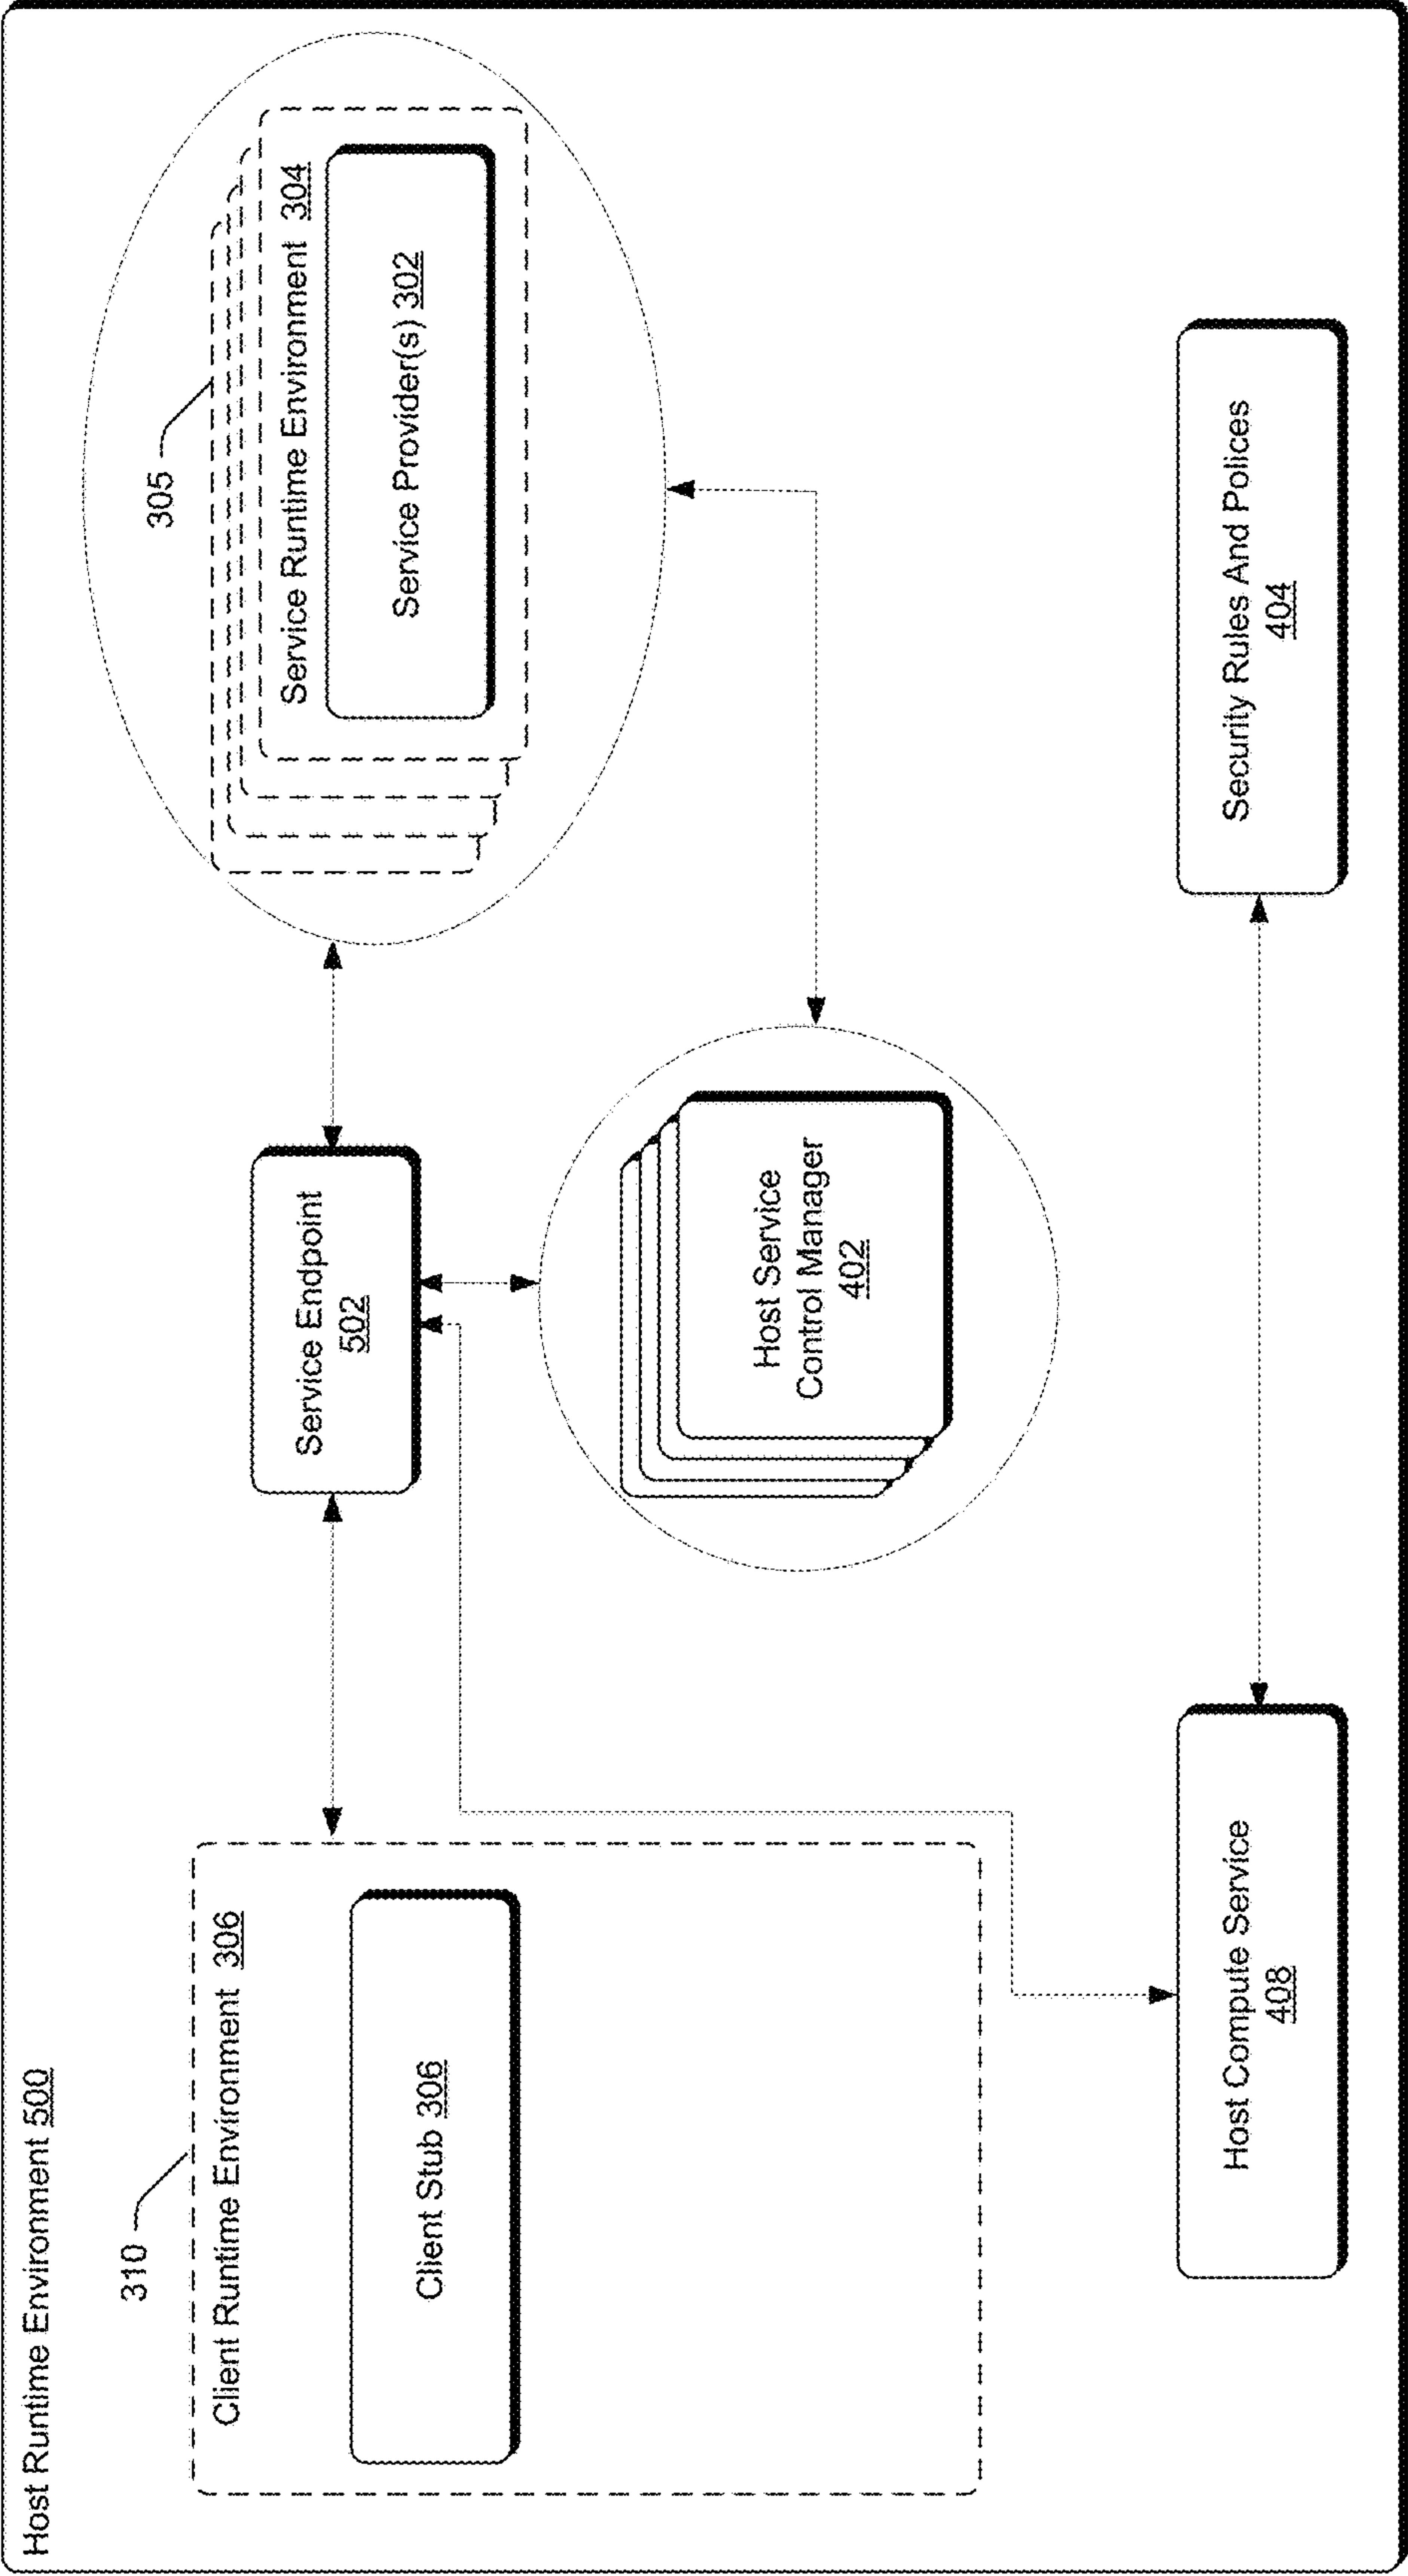 Host Runtime Environment 500
310
Client Runtime Environment 306
Client Stub 306
Service Endpoint
502
305
Service Runtime Environment 304
Service Provider(s) 302
Host Service
Control Manager
402
Host Compute Service
408
Security Rules And Polices
404